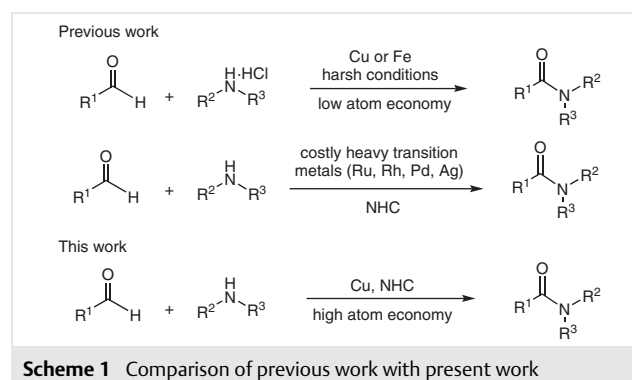 Previous work
O
R¹
H
+
H·HCl
N
R²
R³
Cu or Fe
harsh conditions
low atom economy
O
R¹
N
R²
R³
O
R¹
H
+
H
N
R²
R³
costly heavy transition
metals (Ru, Rh, Pd, Ag)
NHC
O
R¹
N
R²
R³
This work
O
R¹
H
+
H
N
R²
R³
Cu, NHC
high atom economy
O
R¹
N
R²
R³
Scheme 1 Comparison of previous work with present work